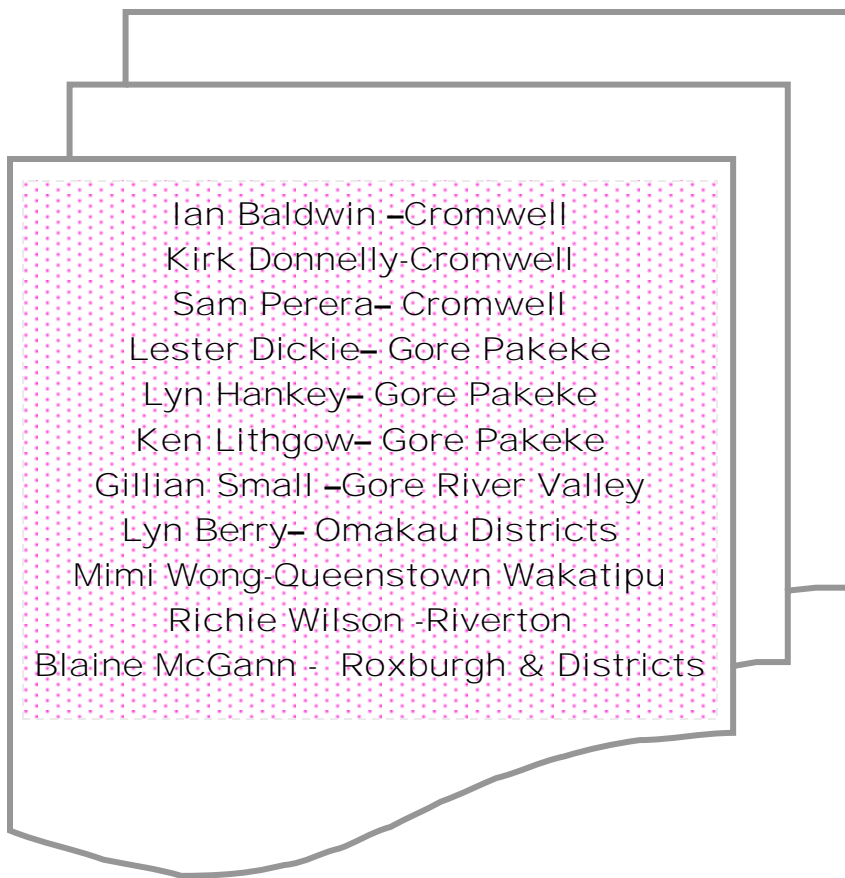 Ian Baldwin –Cromwell
Kirk Donnelly-Cromwell
Sam Perera– Cromwell
Lester Dickie– Gore Pakeke
Lyn Hankey– Gore Pakeke
Ken Lithgow– Gore Pakeke
Gillian Small –Gore River Valley
Lyn Berry– Omakau Districts
Mimi Wong-Queenstown Wakatipu
Richie Wilson -Riverton
Blaine McGann - Roxburgh & Districts